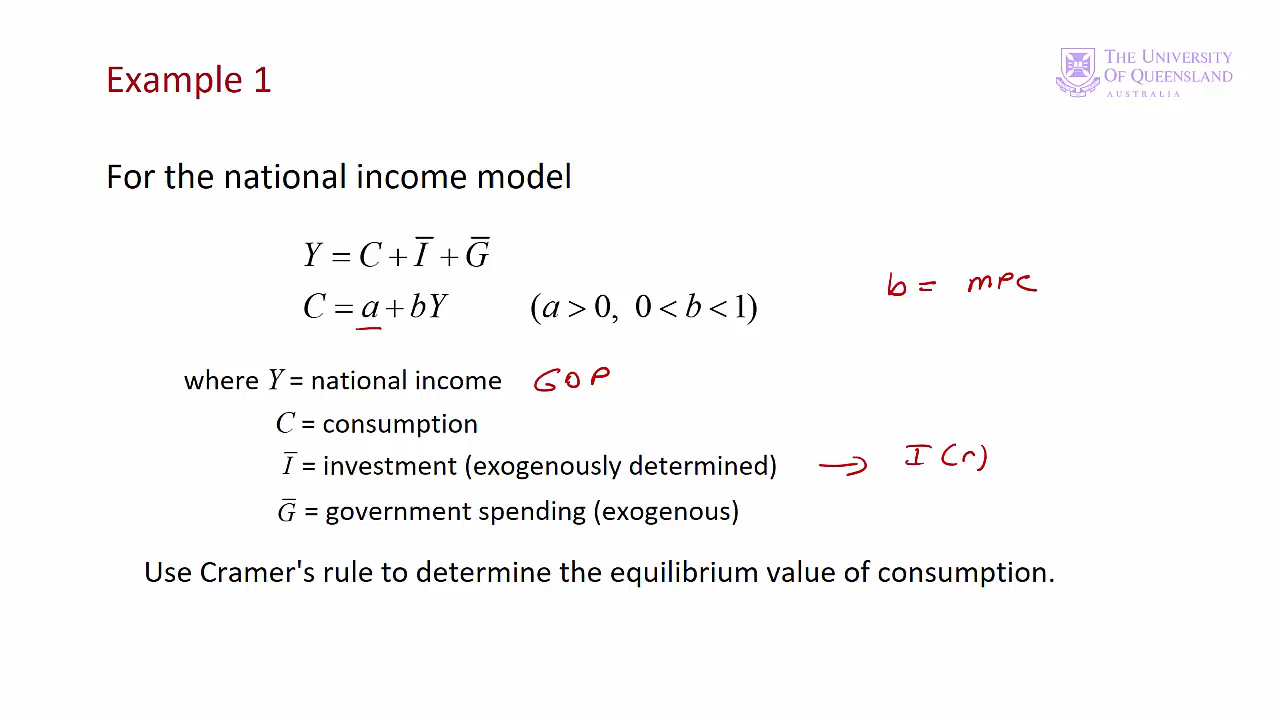 Example 1
THE UNIVERSITY
OF QUEENSLAND
AUSTRALIA
For the national income model
Y = C + Ī + Ḡ
C = a + bY (a > 0, 0 < b < 1)
b = MPC
where Y = national income GDP
C = consumption
Ī = investment (exogenously determined) → I(r)
Ḡ = government spending (exogenous)
Use Cramer's rule to determine the equilibrium value of consumption.